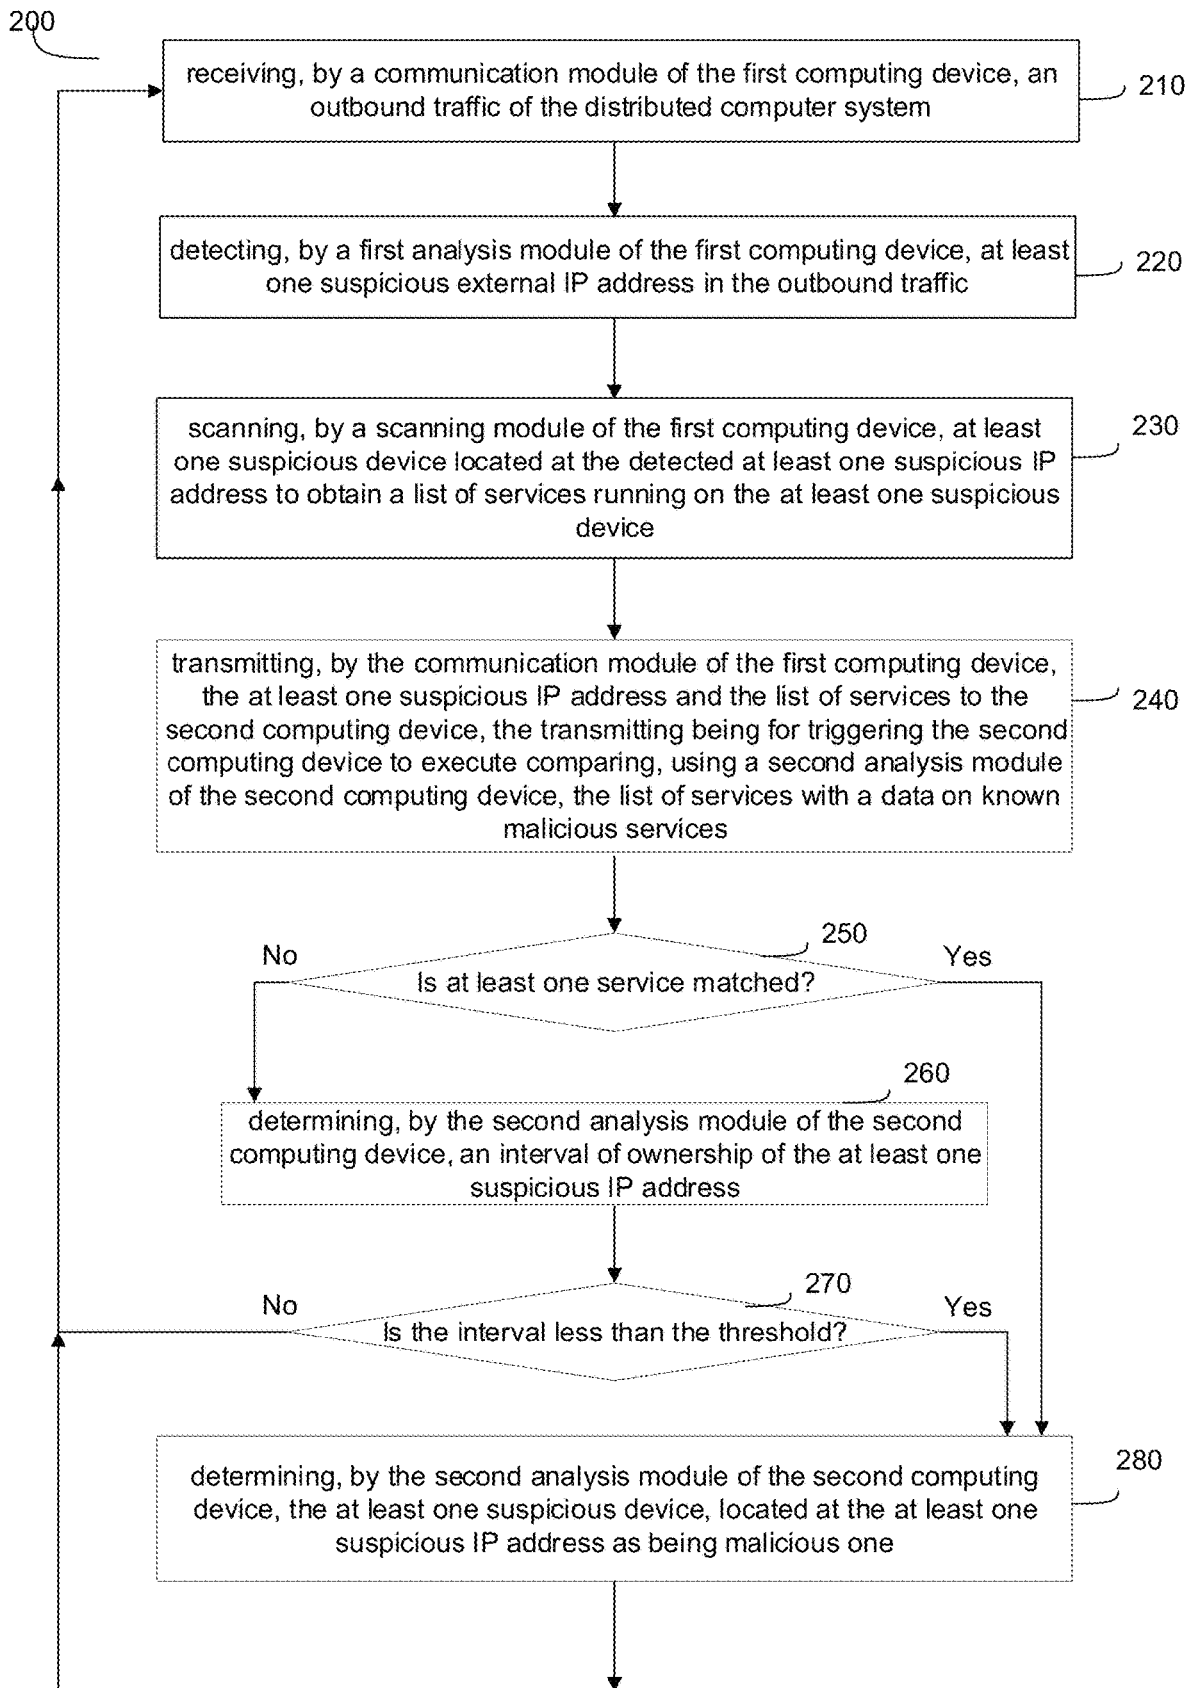 200
receiving, by a communication module of the first computing device, an
outbound traffic of the distributed computer system
210
detecting, by a first analysis module of the first computing device, at least
one suspicious external IP address in the outbound traffic
220
scanning, by a scanning module of the first computing device, at least
one suspicious device located at the detected at least one suspicious IP
address to obtain a list of services running on the at least one suspicious
device
230
transmitting, by the communication module of the first computing device,
the at least one suspicious IP address and the list of services to the
second computing device, the transmitting being for triggering the second
computing device to execute comparing, using a second analysis module
of the second computing device, the list of services with a data on known
malicious services
240
250
No
Yes
Is at least one service matched?
260
determining, by the second analysis module of the second
computing device, an interval of ownership of the at least one
suspicious IP address
270
No
Yes
Is the interval less than the threshold?
determining, by the second analysis module of the second computing
device, the at least one suspicious device, located at the at least one
suspicious IP address as being malicious one
280